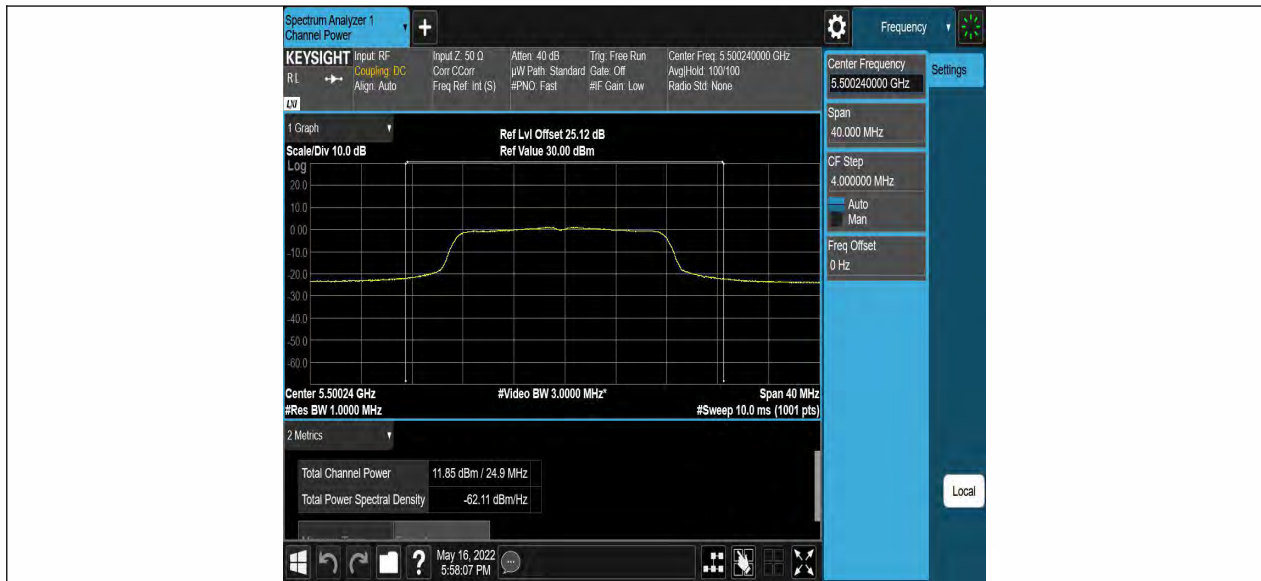 Spectrum Analyzer 1
Channel Power
+
Frequency
KEYSIGHT
RL
LXI
Input: RF
Coupling: DC
Align: Auto
Input Z: 50 Ω
Corr CCorr
Freq Ref: Int (S)
Atten: 40 dB
µW Path: Standard
#PNO: Fast
Trig: Free Run
Gate: Off
#IF Gain: Low
Center Freq: 5.500240000 GHz
Avg|Hold: 100/100
Radio Std: None
Center Frequency
5.500240000 GHz
Settings
Span
40.000 MHz
CF Step
4.000000 MHz
Auto
Man
Freq Offset
0 Hz
1 Graph
Scale/Div 10.0 dB
Ref Lvl Offset 25.12 dB
Ref Value 30.00 dBm
Log
20.0
10.0
0.00
-10.0
-20.0
-30.0
-40.0
-50.0
-60.0
Center 5.50024 GHz
#Res BW 1.0000 MHz
#Video BW 3.0000 MHz*
Span 40 MHz
#Sweep 10.0 ms (1001 pts)
2 Metrics
Total Channel Power 11.85 dBm / 24.9 MHz
Total Power Spectral Density -62.11 dBm/Hz
Local
?
May 16, 2022
5:58:07 PM